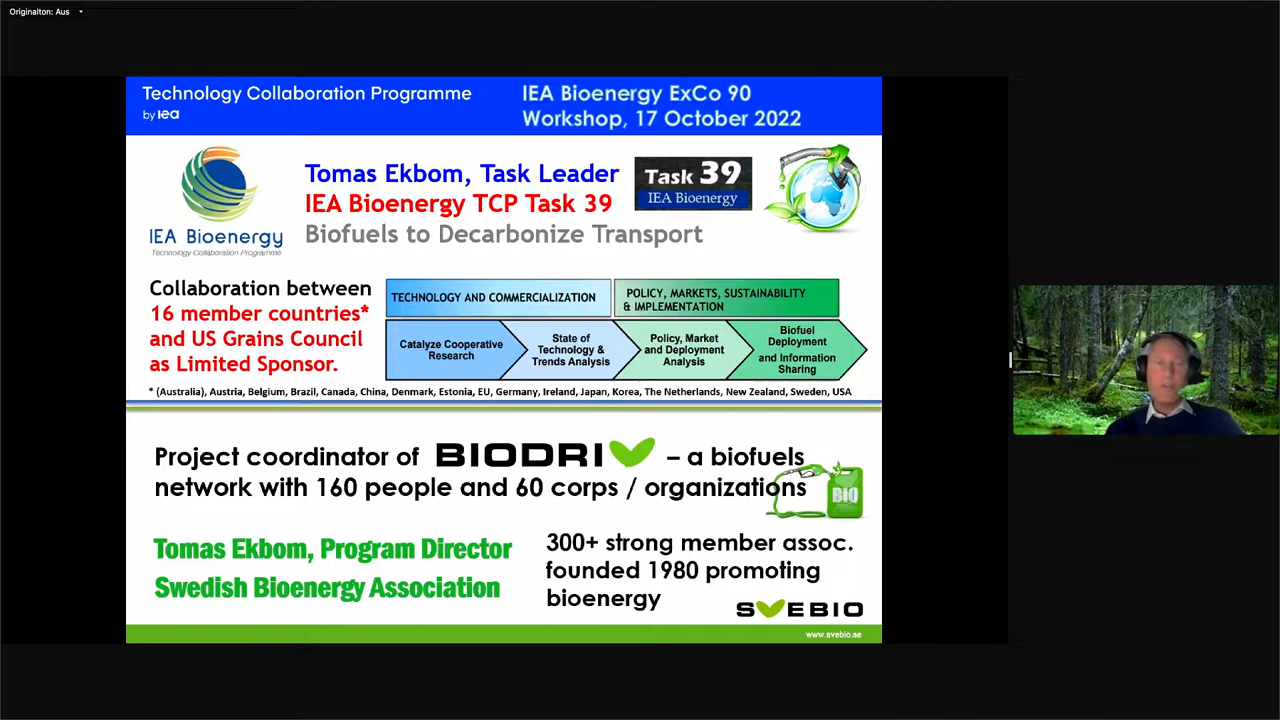 Originalton: Aus
Technology Collaboration Programme
by iea
IEA Bioenergy ExCo 90
Workshop, 17 October 2022
IEA Bioenergy
Technology Collaboration Programme
Tomas Ekbom, Task Leader
IEA Bioenergy TCP Task 39
Biofuels to Decarbonize Transport
Task 39
IEA Bioenergy
Collaboration between
16 member countries*
and US Grains Council
as Limited Sponsor.
TECHNOLOGY AND COMMERCIALIZATION
POLICY, MARKETS, SUSTAINABILITY
& IMPLEMENTATION
Catalyze Cooperative
Research
State of
Technology &
Trends Analysis
Policy, Market
and Deployment
Analysis
Biofuel
Deployment
and Information
Sharing
* (Australia), Austria, Belgium, Brazil, Canada, China, Denmark, Estonia, EU, Germany, Ireland, Japan, Korea, The Netherlands, New Zealand, Sweden, USA
Project coordinator of BIODRIV – a biofuels
network with 160 people and 60 corps / organizations
BIO
Tomas Ekbom, Program Director
Swedish Bioenergy Association
300+ strong member assoc.
founded 1980 promoting
bioenergy
SVEBIO
www.svebio.se